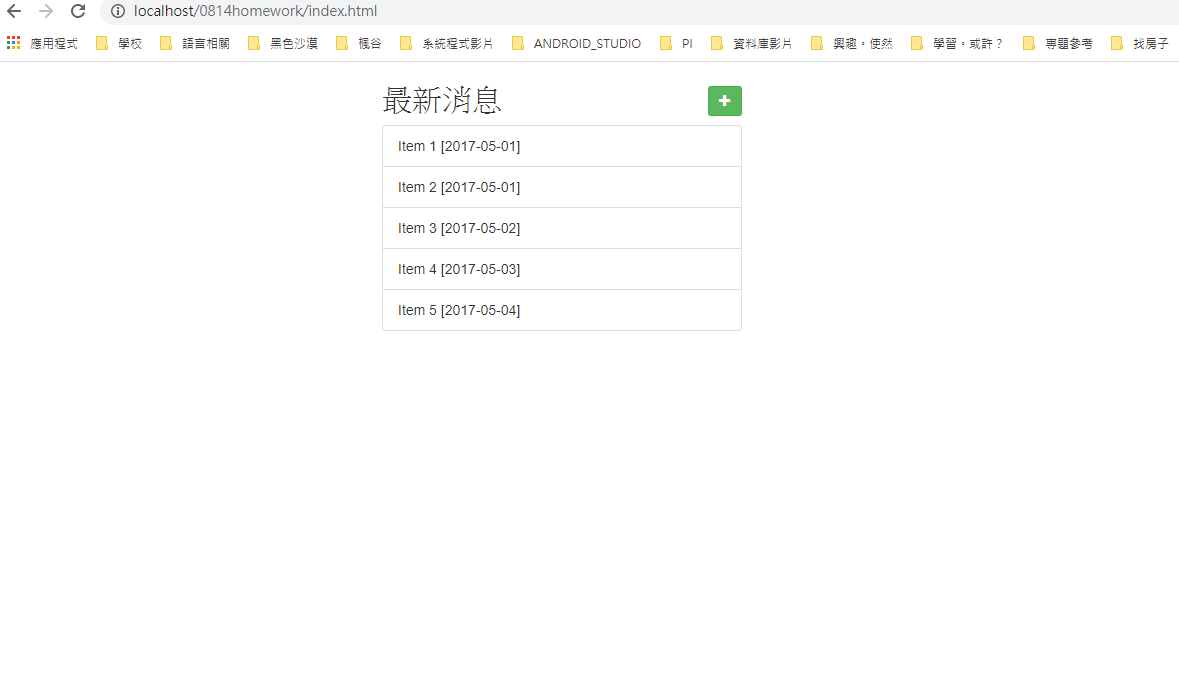 localhost/0814homework/index.html
應用程式 學校 語言相關 黑色沙漠 楓谷 系統程式影片 ANDROID_STUDIO PI 資料庫影片 興趣。使然 學習。或許？ 專題參考 找房子
最新消息
Item 1 [2017-05-01]
Item 2 [2017-05-01]
Item 3 [2017-05-02]
Item 4 [2017-05-03]
Item 5 [2017-05-04]